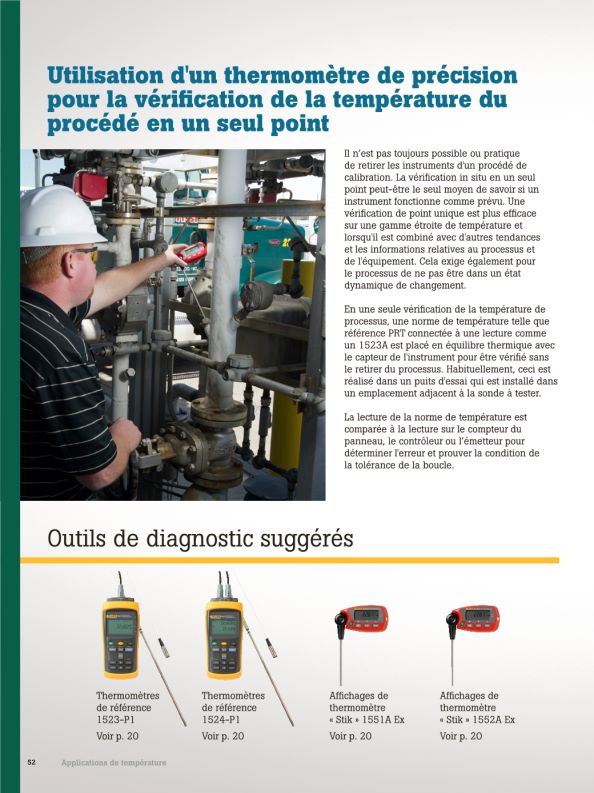 Utilisation d'un thermomètre de précision
pour la vérification de la température du
procédé en un seul point
Il n'est pas toujours possible ou pratique
de retirer les instruments d'un procédé de
calibration. La vérification in situ en un seul
point peut-être le seul moyen de savoir si un
instrument fonctionne comme prévu. Une
vérification de point unique est plus efficace
sur une gamme étroite de température et
lorsqu'il est combiné avec d'autres tendances
et les informations relatives au processus et
de l'équipement. Cela exige également pour
le processus de ne pas être dans un état
dynamique de changement.
En une seule vérification de la température de
processus, une norme de température telle que
référence PRT connectée à une lecture comme
un 1523A est placé en équilibre thermique avec
le capteur de l'instrument pour être vérifié sans
le retirer du processus. Habituellement, ceci est
réalisé dans un puits d'essai qui est installé dans
un emplacement adjacent à la sonde à tester.
La lecture de la norme de température est
comparée à la lecture sur le compteur du
panneau, le contrôleur ou l'émetteur pour
déterminer l'erreur et prouver la condition de
la tolérance de la boucle.
Outils de diagnostic suggérés
Thermomètres
de référence
1523-P1
Voir p. 20
Thermomètres
de référence
1524-P1
Voir p. 20
Affichages de
thermomètre
« Stik » 1551A Ex
Voir p. 20
Affichages de
thermomètre
« Stik » 1552A Ex
Voir p. 20
52 Applications de température